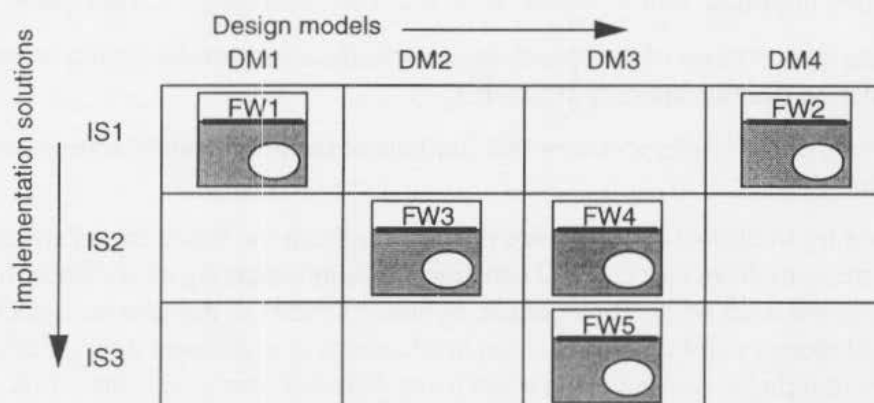 Design models
DM1 DM2 DM3 DM4
Implementation solutions
IS1 FW1 FW2
IS2 FW3 FW4
IS3 FW5